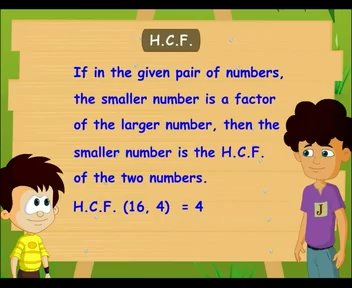 H.C.F.
If in the given pair of numbers,
the smaller number is a factor
of the larger number, then the
smaller number is the H.C.F.
of the two numbers.
H.C.F. (16, 4) = 4
J